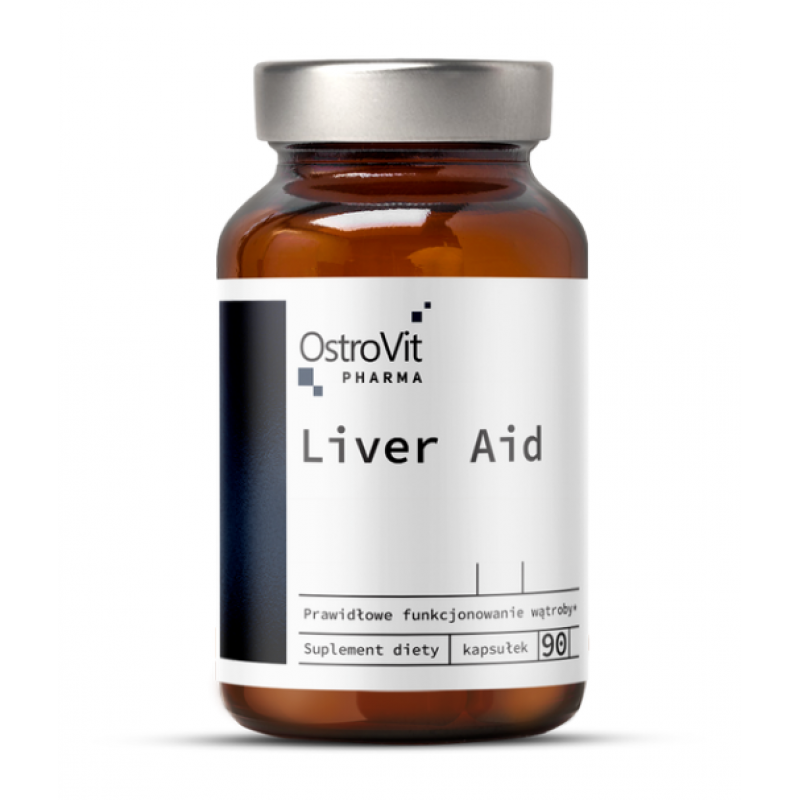 OstroVit
PHARMA
Liver Aid
Prawidłowe funkcjonowanie wątroby*
Suplement diety kapsułek 90